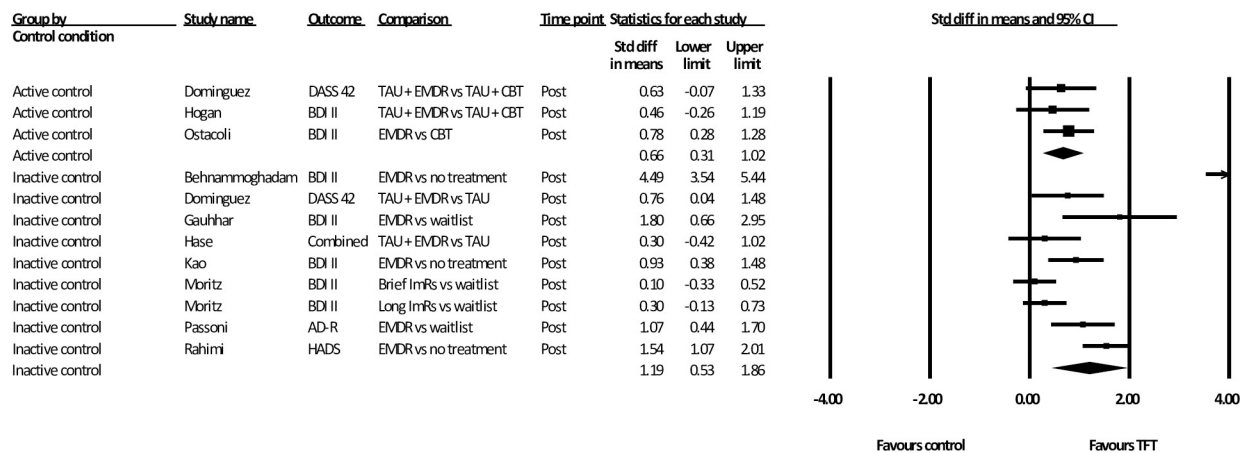 Group by Study name Outcome Comparison Time point Statistics for each study Std diff in means and 95% CI
Control condition
Std diff in means Lower limit Upper limit
Active control Dominguez DASS 42 TAU + EMDR vs TAU + CBT Post 0.63 -0.07 1.33
Active control Hogan BDI II TAU + EMDR vs TAU + CBT Post 0.46 -0.26 1.19
Active control Ostacoli BDI II EMDR vs CBT Post 0.78 0.28 1.28
Active control 0.66 0.31 1.02
Inactive control Behnammoghadam BDI II EMDR vs no treatment Post 4.49 3.54 5.44
Inactive control Dominguez DASS 42 TAU + EMDR vs TAU Post 0.76 0.04 1.48
Inactive control Gauhhar BDI II EMDR vs waitlist Post 1.80 0.66 2.95
Inactive control Hase Combined TAU + EMDR vs TAU Post 0.30 -0.42 1.02
Inactive control Kao BDI II EMDR vs no treatment Post 0.93 0.38 1.48
Inactive control Moritz BDI II Brief ImRs vs waitlist Post 0.10 -0.33 0.52
Inactive control Moritz BDI II Long ImRs vs waitlist Post 0.30 -0.13 0.73
Inactive control Passoni AD-R EMDR vs waitlist Post 1.07 0.44 1.70
Inactive control Rahimi HADS EMDR vs no treatment Post 1.54 1.07 2.01
Inactive control 1.19 0.53 1.86
-4.00 -2.00 0.00 2.00 4.00
Favours control Favours TFT